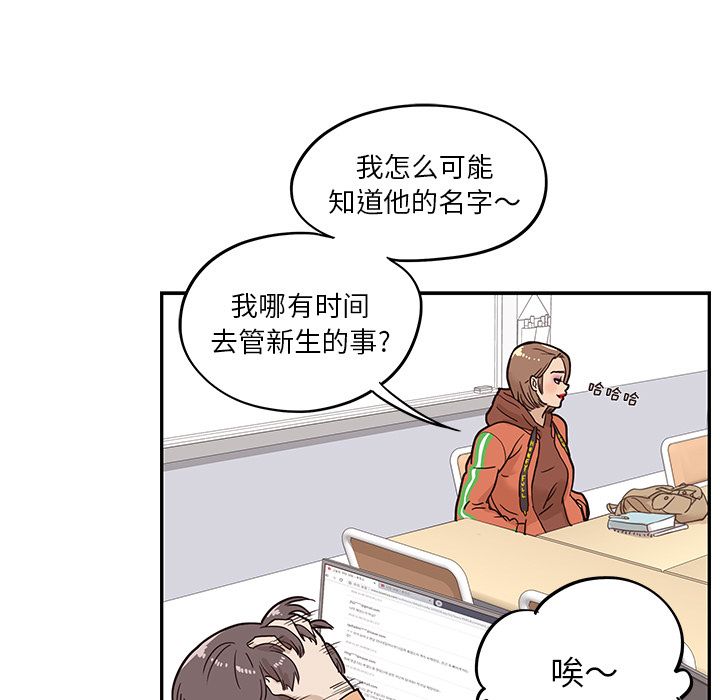 我怎么可能
知道他的名字～
我哪有时间
去管新生的事?
哈哈哈
唉～